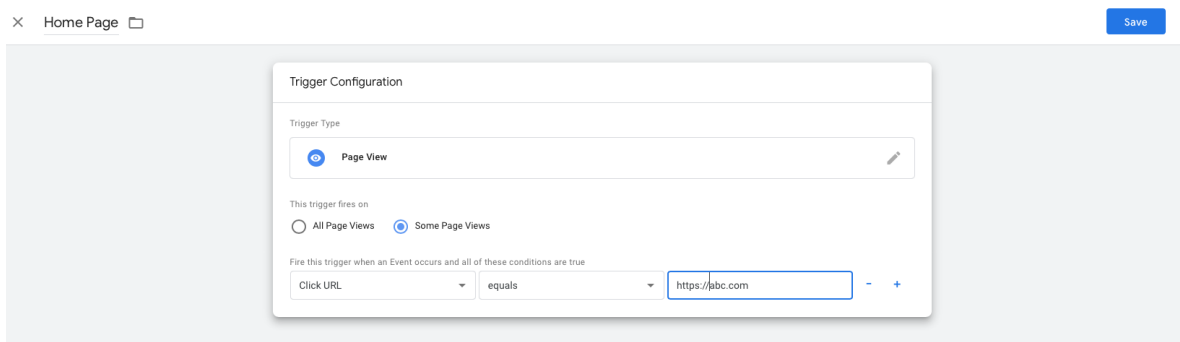 Home Page
Save
Trigger Configuration
Trigger Type
Page View
This trigger fires on
All Page Views Some Page Views
Fire this trigger when an Event occurs and all of these conditions are true
Click URL equals https://abc.com - +